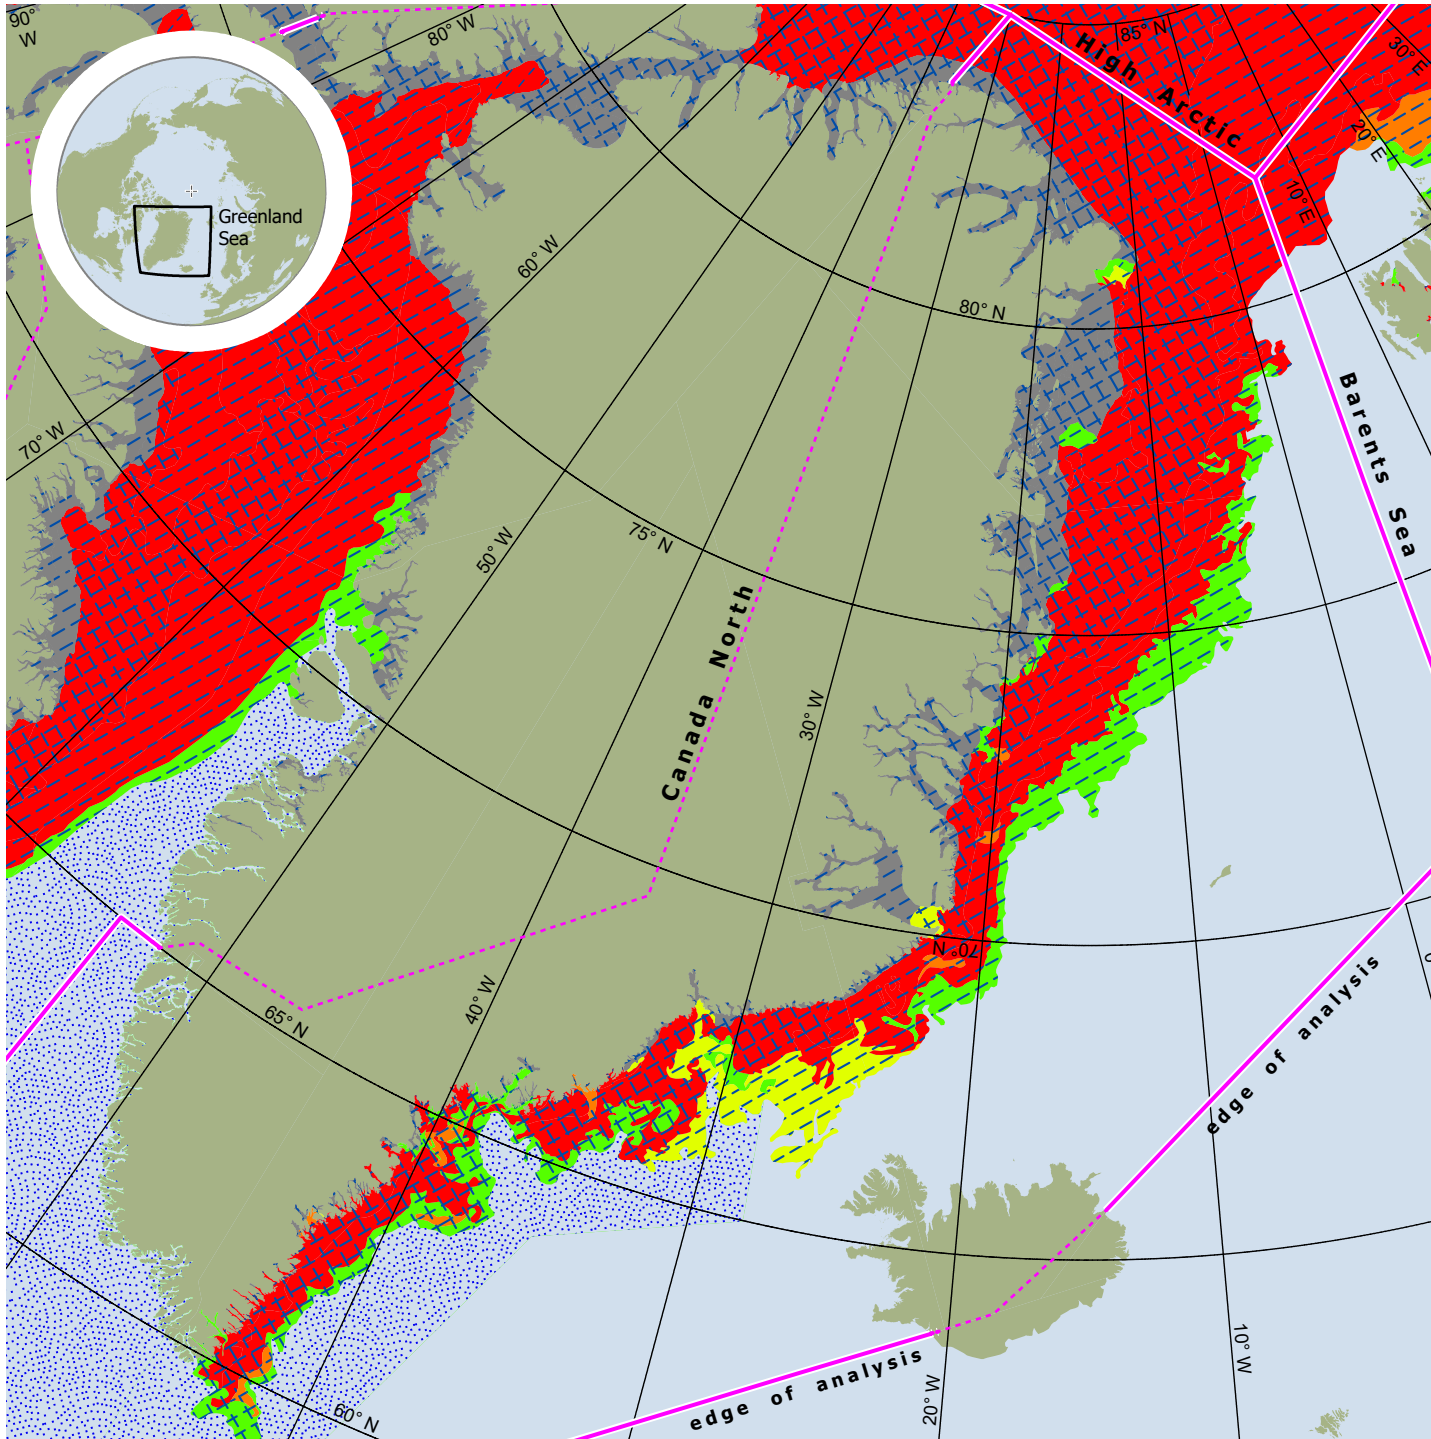 90°
W
80° W
85° N
30° E
High Arctic
20° E
10° E
Greenland
Sea
60° W
80° N
70° W
Barents Sea
50° W
75° N
Canada North
30° W
70° N
0°
40° W
65° N
edge of analysis
edge of analysis
10° W
20° W
60° N